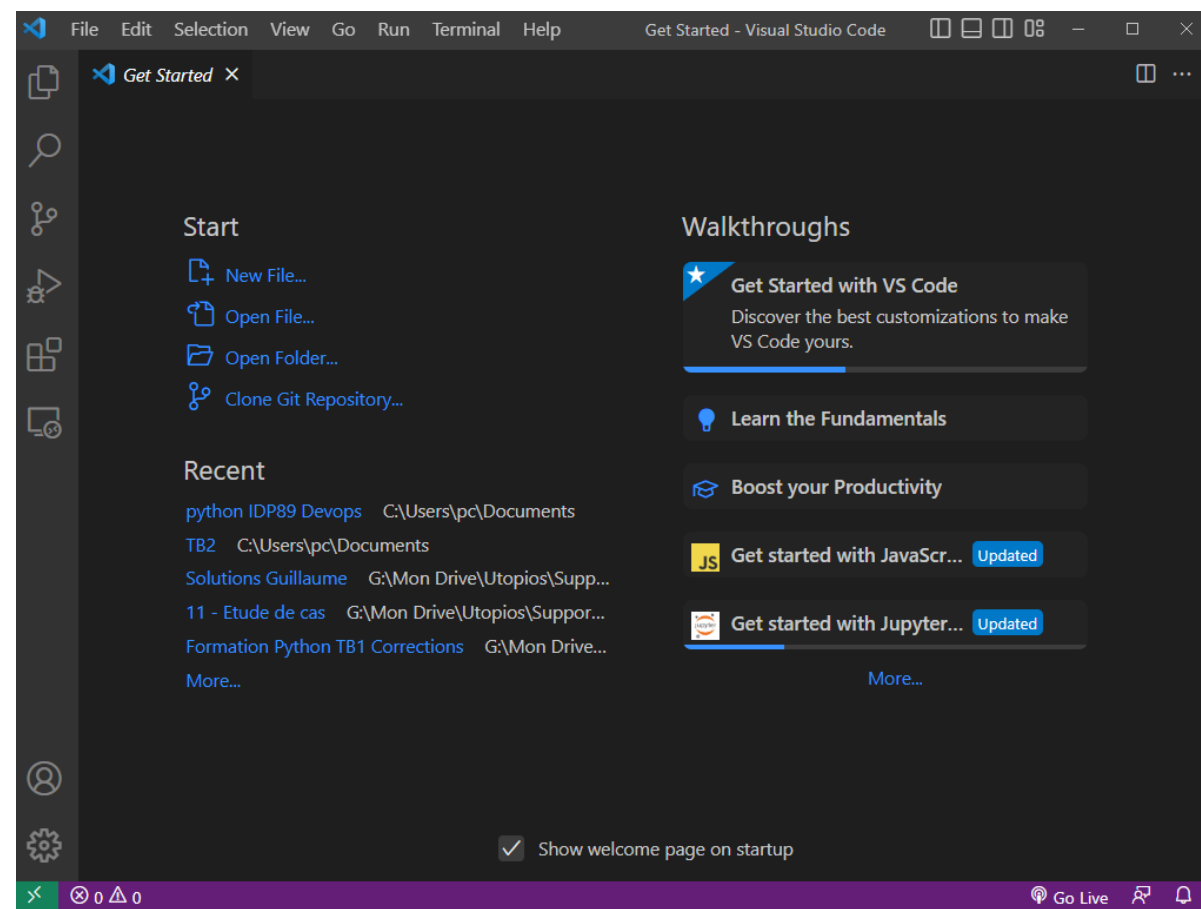 File Edit Selection View Go Run Terminal Help Get Started - Visual Studio Code
Get Started
Start
New File...
Open File...
Open Folder...
Clone Git Repository...
Recent
python IDP89 Devops C:\Users\pc\Documents
TB2 C:\Users\pc\Documents
Solutions Guillaume G:\Mon Drive\Utopios\Supp...
11 - Etude de cas G:\Mon Drive\Utopios\Suppor...
Formation Python TB1 Corrections G:\Mon Drive...
More...
Walkthroughs
Get Started with VS Code
Discover the best customizations to make
VS Code yours.
Learn the Fundamentals
Boost your Productivity
JS Get started with JavaScr... Updated
jupyter Get started with Jupyter... Updated
More...
Show welcome page on startup
0 0 Go Live